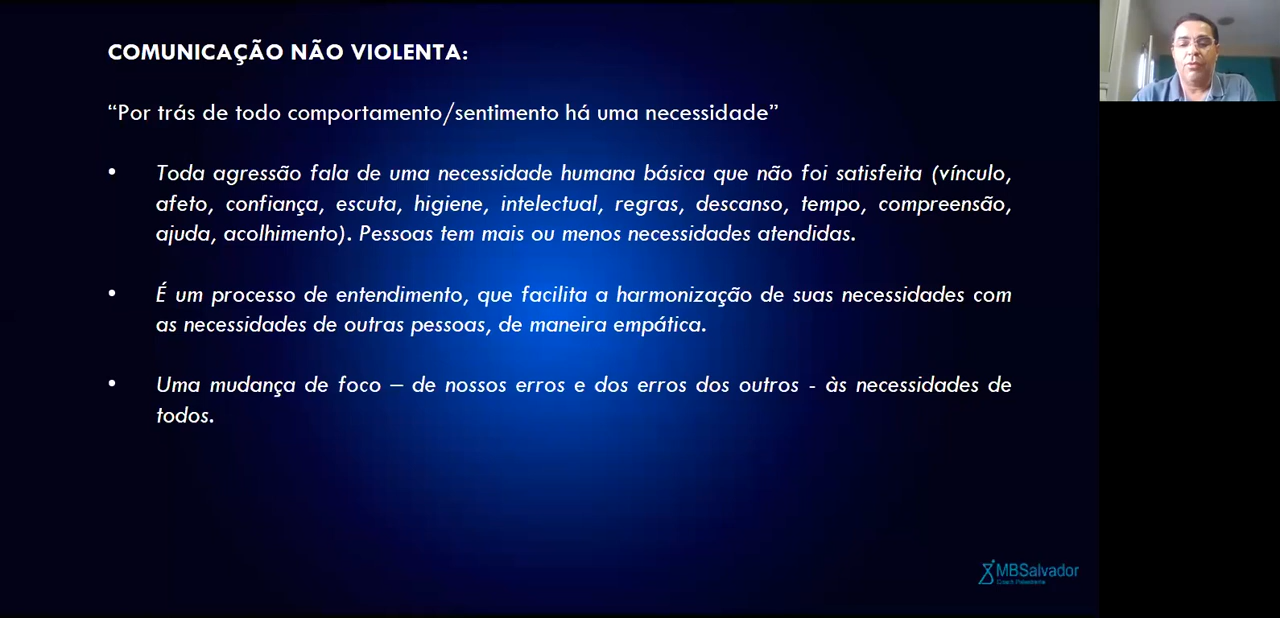 COMUNICAÇÃO NÃO VIOLENTA:
“Por trás de todo comportamento/sentimento há uma necessidade”
• Toda agressão fala de uma necessidade humana básica que não foi satisfeita (vínculo,
afeto, confiança, escuta, higiene, intelectual, regras, descanso, tempo, compreensão,
ajuda, acolhimento). Pessoas tem mais ou menos necessidades atendidas.
• É um processo de entendimento, que facilita a harmonização de suas necessidades com
as necessidades de outras pessoas, de maneira empática.
• Uma mudança de foco – de nossos erros e dos erros dos outros - às necessidades de
todos.
MBSalvador
Coach Palestrante